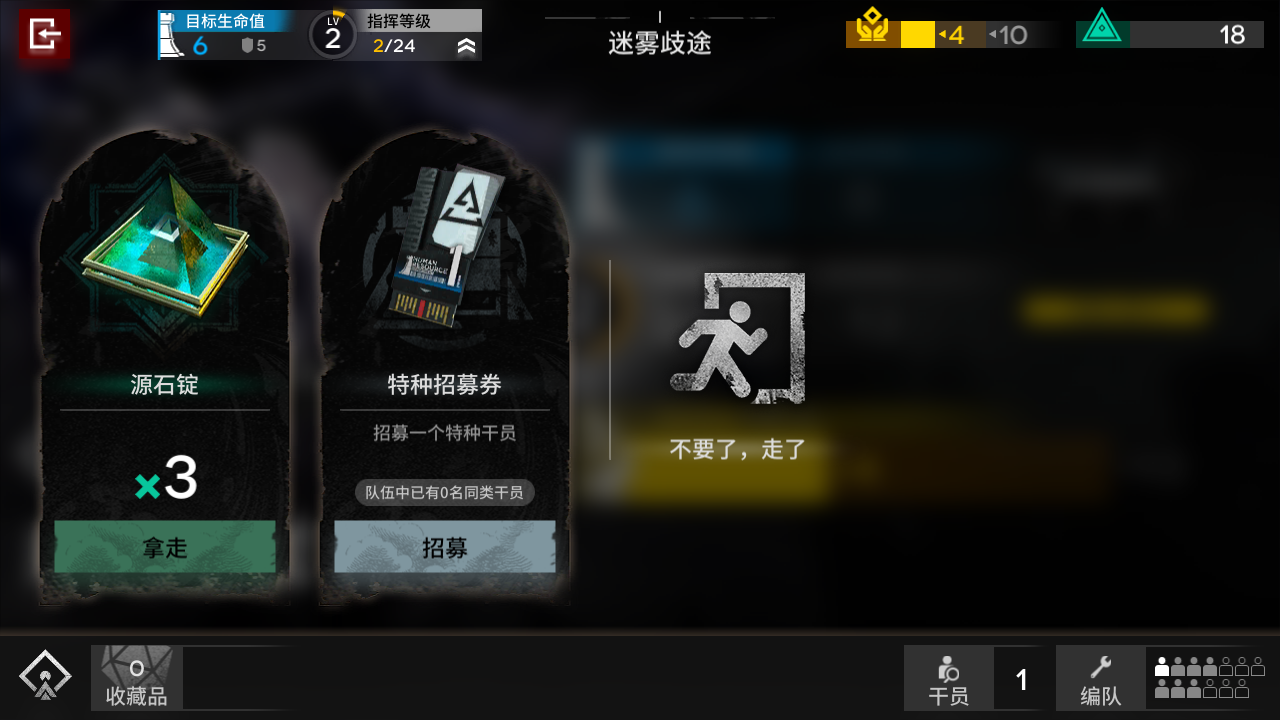 目标生命值
6
5
LV
2
指挥等级
2/24
迷雾歧途
4
10
18
源石锭
×3
拿走
HUMAN RESOURCE
特种招募券
招募一个特种干员
队伍中已有0名同类干员
招募
不要了，走了
0
收藏品
干员
1
编队